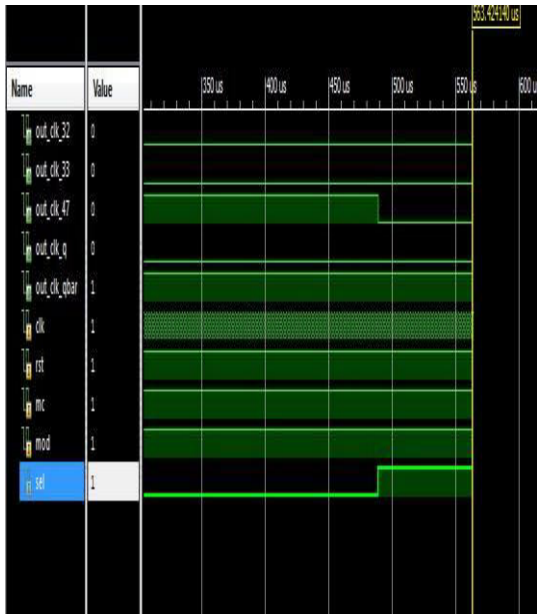 563.424140 us
Name Value 350 us 400 us 450 us 500 us 550 us 600 u
out_clk_32 0
out_clk_33 0
out_clk_47 0
out_clk_q 0
out_clk_qbar 1
clk 1
rst 1
mc 1
mod 1
sel 1